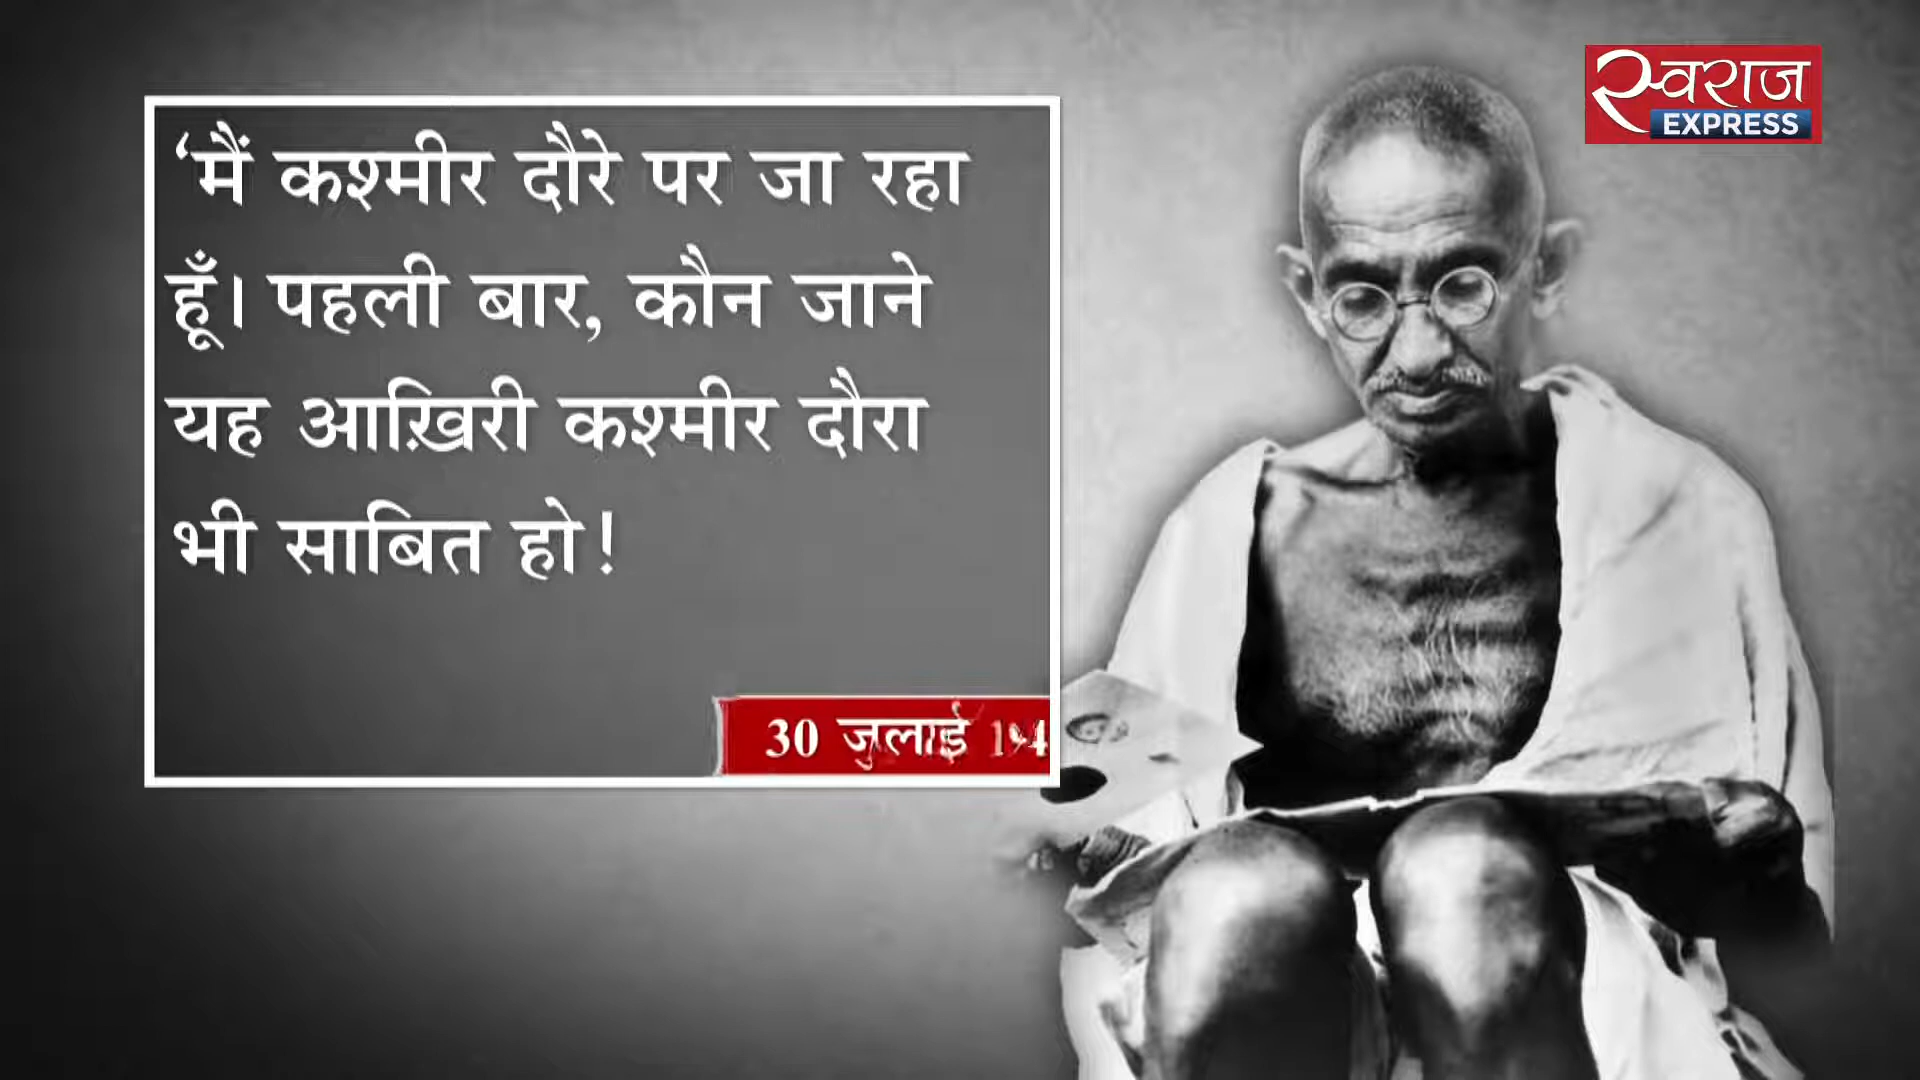 स्वराज
EXPRESS
‘मैं कश्मीर दौरे पर जा रहा
हूँ। पहली बार, कौन जाने
यह आख़िरी कश्मीर दौरा
भी साबित हो!
30 जुलाई